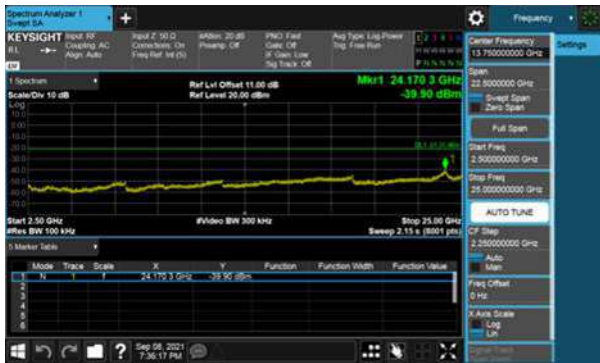 Spectrum Analyzer 1
Swept SA
+
Frequency
KEYSIGHT
RL
Input: RF
Coupling: AC
Align: Auto
Input Z: 50 Ω
Corrections: On
Freq Ref: Int (S)
#Atten: 20 dB
Preamp: Off
PNO: Fast
Gate: Off
IF Gain: Low
Sig Track: Off
Avg Type: Log-Power
Trig: Free Run
1 Spectrum
Scale/Div 10 dB
Log
Ref Lvl Offset 11.00 dB
Ref Level 20.00 dBm
Mkr1 24.170 3 GHz
-39.90 dBm
Start 2.50 GHz
#Res BW 100 kHz
#Video BW 300 kHz
Stop 25.00 GHz
Sweep 2.15 s (8001 pts)
5 Marker Table
Mode Trace Scale X Y Function Function Width Function Value
1 N 1 f 24.170 3 GHz -39.90 dBm
2
3
4
5
6
Sep 08, 2021
7:36:17 PM
Center Frequency
13.750000000 GHz
Settings
Span
22.5000000 GHz
Swept Span
Zero Span
Full Span
Start Freq
2.500000000 GHz
Stop Freq
25.000000000 GHz
AUTO TUNE
CF Step
2.250000000 GHz
Auto
Man
Freq Offset
0 Hz
X Axis Scale
Log
Lin